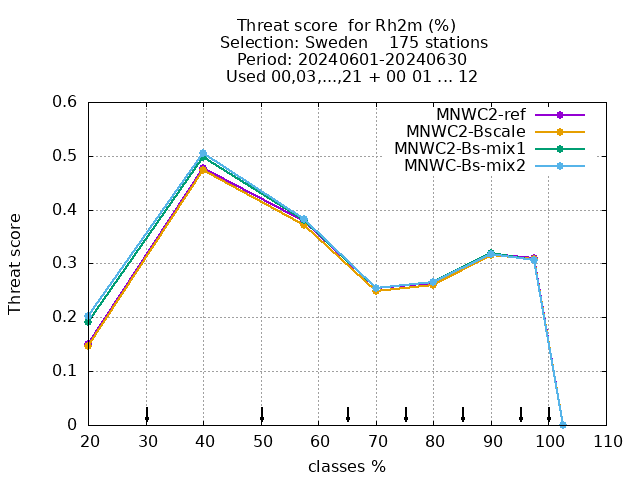 Threat score  for Rh2m (%)
Selection: Sweden    175 stations
Period: 20240601-20240630
Used 00,03,...,21 + 00 01 ... 12
MNWC2-ref
MNWC2-Bscale
MNWC2-Bs-mix1
MNWC-Bs-mix2
Threat score
0.6
0.5
0.4
0.3
0.2
0.1
0
20 30 40 50 60 70 80 90 100 110
classes %